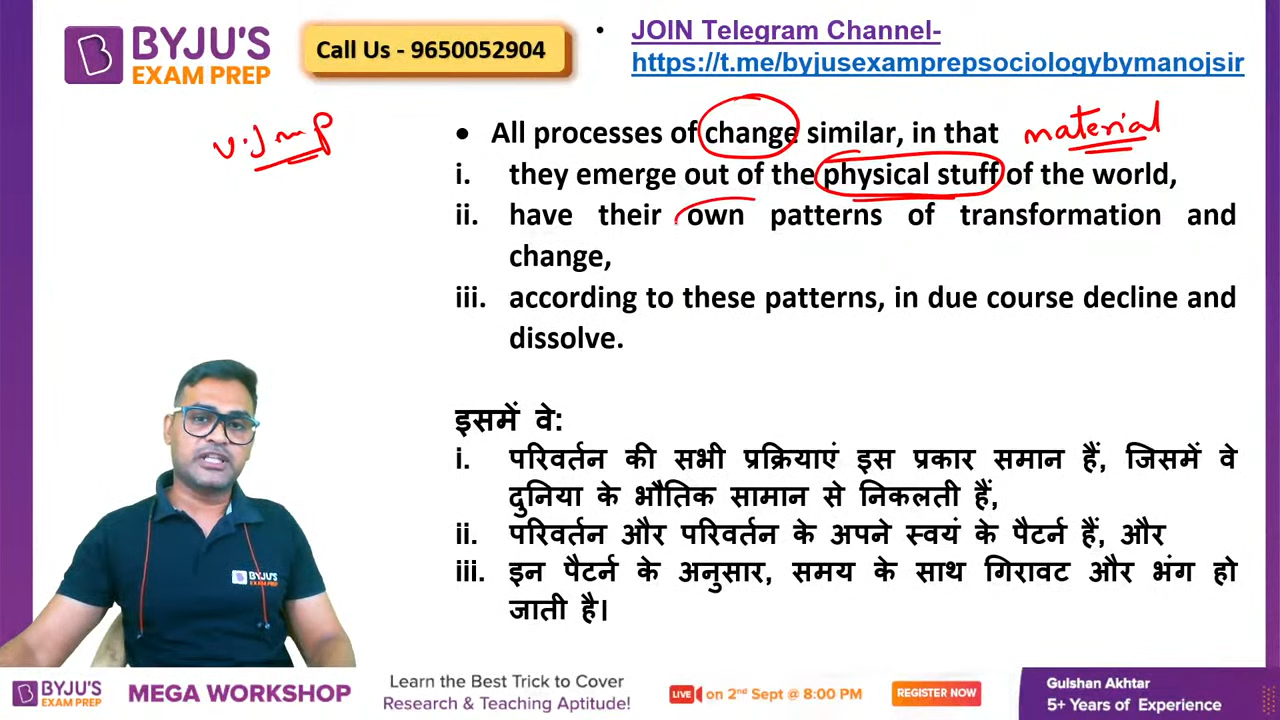 BYJU'S
EXAM PREP
Call Us - 9650052904
• JOIN Telegram Channel-
https://t.me/byjusexamprepsociologybymanojsir
V. Imp
• All processes of change similar, in that
material
i. they emerge out of the physical stuff of the world,
ii. have their own patterns of transformation and
change,
iii. according to these patterns, in due course decline and
dissolve.
इसमें वे:
i. परिवर्तन की सभी प्रक्रियाएं इस प्रकार समान हैं, जिसमें वे
दुनिया के भौतिक सामान से निकलती हैं,
ii. परिवर्तन और परिवर्तन के अपने स्वयं के पैटर्न हैं, और
iii. इन पैटर्न के अनुसार, समय के साथ गिरावट और भंग हो
जाती है।
BYJU'S
EXAM PREP
BYJU'S
EXAM PREP
MEGA WORKSHOP
Learn the Best Trick to Cover
Research & Teaching Aptitude!
LIVE on 2nd Sept @ 8:00 PM
REGISTER NOW
Gulshan Akhtar
5+ Years of Experience